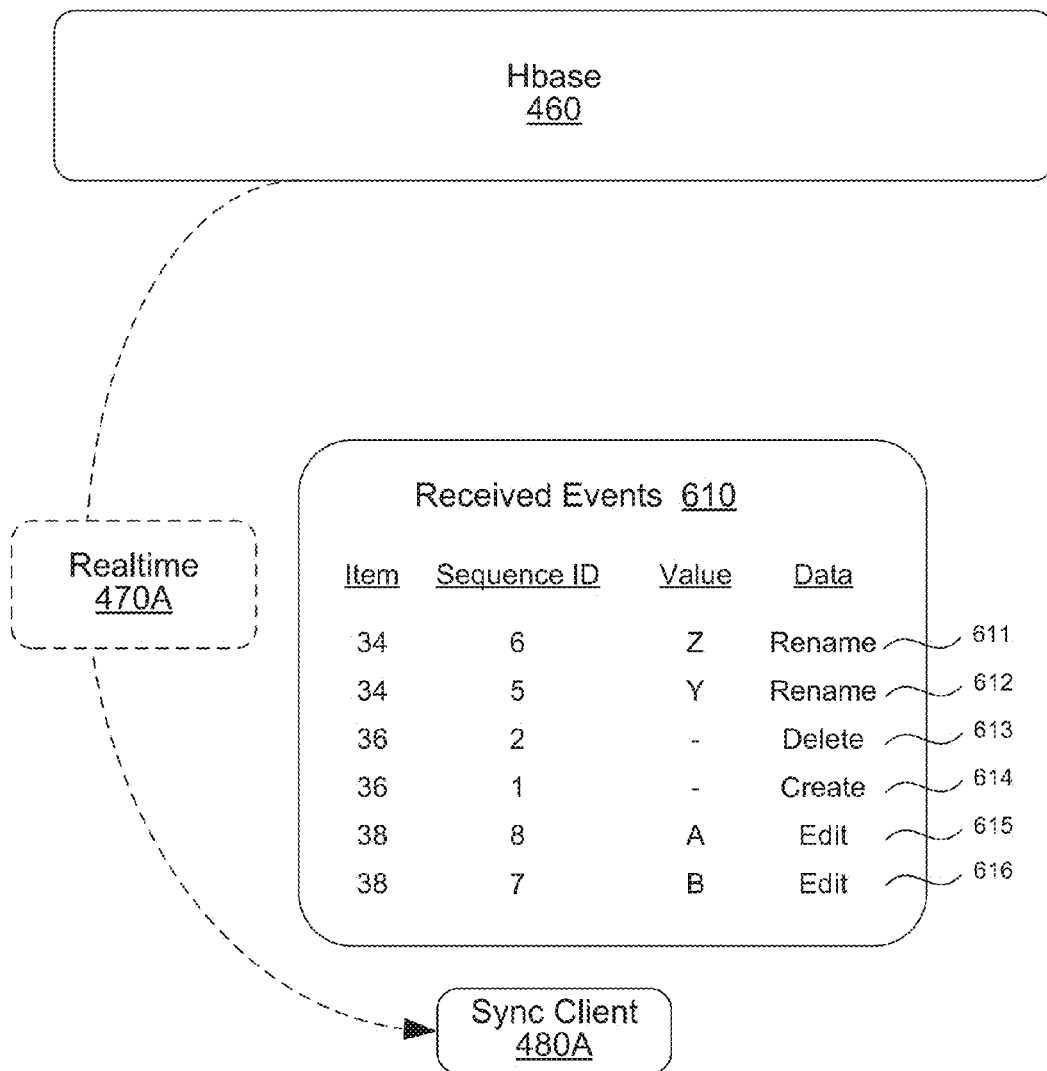 Hbase
460
Received Events 610
Realtime
470A
Item Sequence ID Value Data
34 6 Z Rename 611
34 5 Y Rename 612
36 2 - Delete 613
36 1 - Create 614
38 8 A Edit 615
38 7 B Edit 616
Sync Client
480A